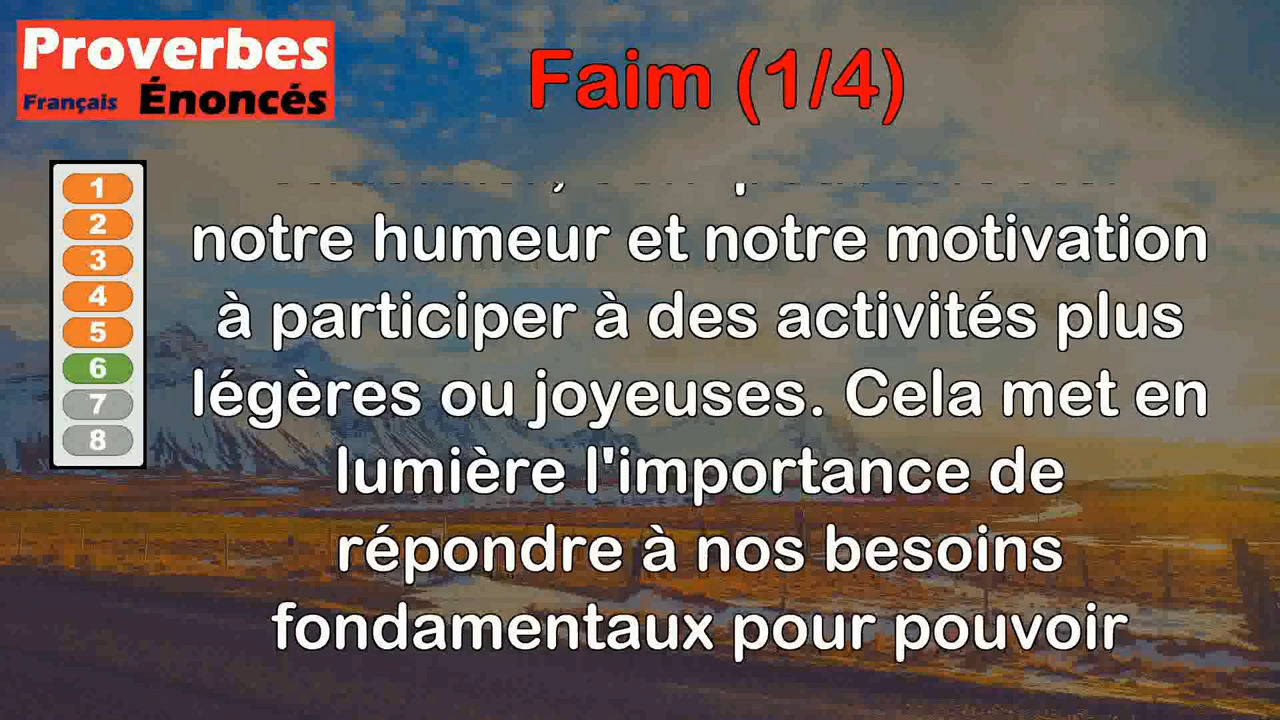 Proverbes
Français Énoncés
Faim (1/4)
1
2
3
4
5
6
7
8
notre humeur et notre motivation
à participer à des activités plus
légères ou joyeuses. Cela met en
lumière l'importance de
répondre à nos besoins
fondamentaux pour pouvoir